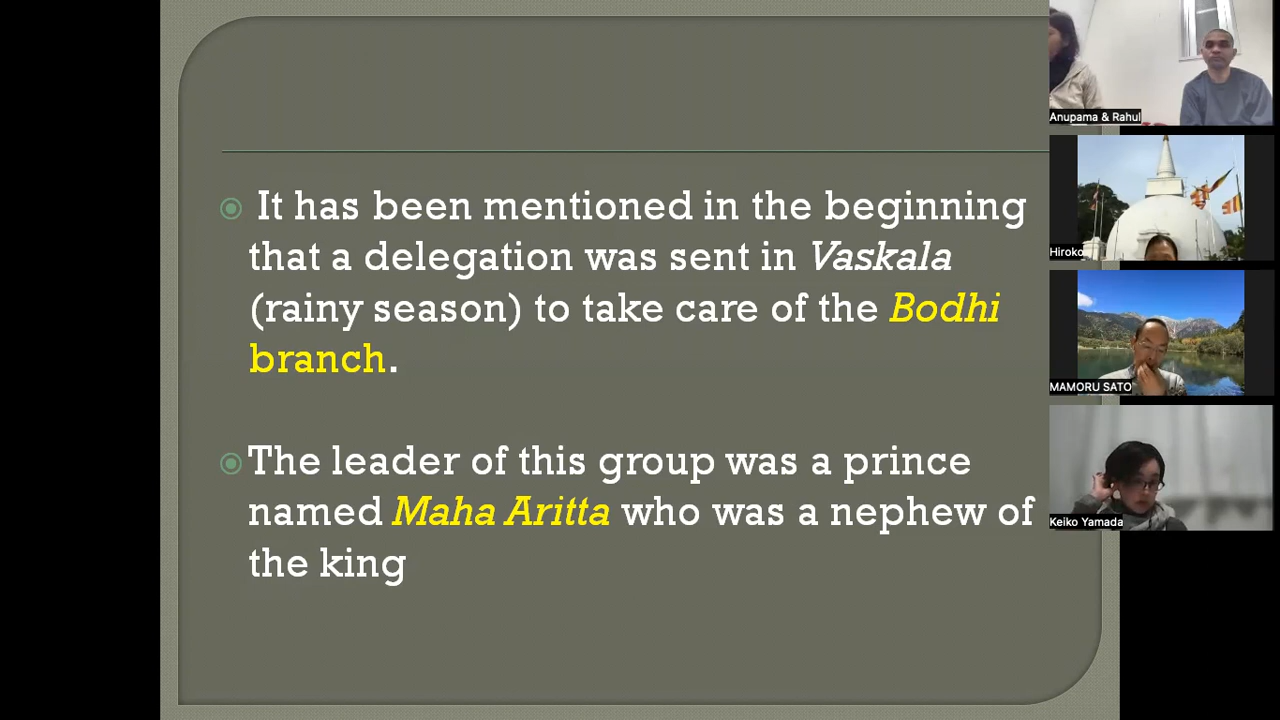 It has been mentioned in the beginning
that a delegation was sent in Vaskala
(rainy season) to take care of the Bodhi
branch.
The leader of this group was a prince
named Maha Aritta who was a nephew of
the king
Anupama & Rahul
Hiroko
MAMORU SATO
Keiko Yamada